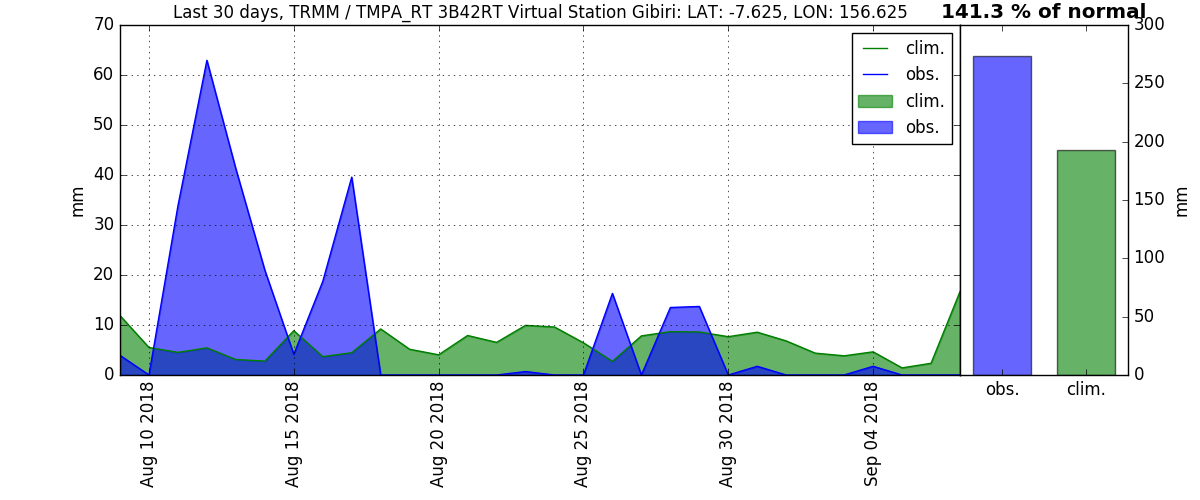 Last 30 days, TRMM / TMPA_RT 3B42RT Virtual Station Gibiri: LAT: -7.625, LON: 156.625
141.3 % of normal
70
60
50
40
30
20
10
0
mm
clim.
obs.
clim.
obs.
Aug 10 2018
Aug 15 2018
Aug 20 2018
Aug 25 2018
Aug 30 2018
Sep 04 2018
300
250
200
150
100
50
0
mm
obs.
clim.